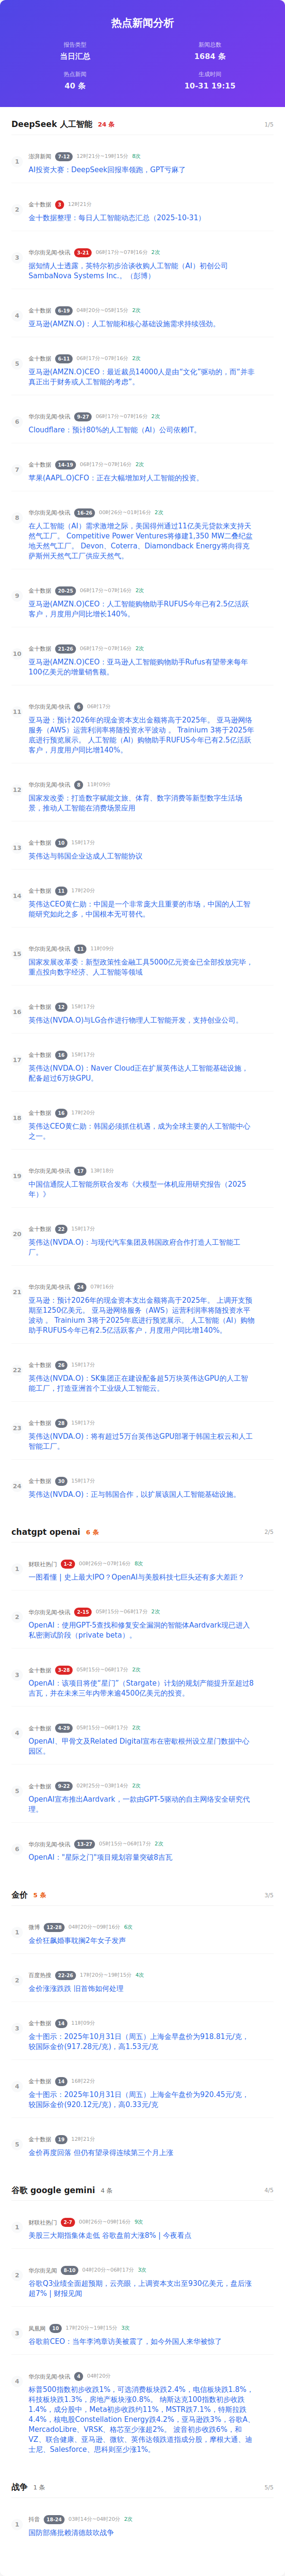 热点新闻分析
报告类型
当日汇总
新闻总数
1684 条
热点新闻
40 条
生成时间
10-31 19:15
DeepSeek 人工智能 24 条 1/5
1
澎湃新闻 7-12 12时21分~19时15分 8次
AI投资大赛：DeepSeek回报率领跑，GPT亏麻了
2
金十数据 3 12时21分
金十数据整理：每日人工智能动态汇总（2025-10-31）
3
华尔街见闻-快讯 3-21 06时17分~07时16分 2次
据知情人士透露，英特尔初步洽谈收购人工智能（AI）初创公司
SambaNova Systems Inc.。（彭博）
4
金十数据 6-19 04时20分~05时15分 2次
亚马逊(AMZN.O)：人工智能和核心基础设施需求持续强劲。
5
金十数据 6-11 06时17分~07时16分 2次
亚马逊(AMZN.O)CEO：最近裁员14000人是由“文化”驱动的，而“并非
真正出于财务或人工智能的考虑”。
6
华尔街见闻-快讯 9-27 06时17分~07时16分 2次
Cloudflare：预计80%的人工智能（AI）公司依赖IT。
7
金十数据 14-19 06时17分~07时16分 2次
苹果(AAPL.O)CFO：正在大幅增加对人工智能的投资。
8
华尔街见闻-快讯 16-26 00时26分~01时16分 2次
在人工智能（AI）需求激增之际，美国得州通过11亿美元贷款来支持天
然气工厂。 Competitive Power Ventures将修建1,350 MW二叠纪盆
地天然气工厂。 Devon、Coterra、Diamondback Energy将向得克
萨斯州天然气工厂供应天然气。
9
金十数据 20-25 06时17分~07时16分 2次
亚马逊(AMZN.O)CEO：人工智能购物助手RUFUS今年已有2.5亿活跃
客户，月度用户同比增长140%。
10
金十数据 21-26 06时17分~07时16分 2次
亚马逊(AMZN.O)CEO：亚马逊人工智能购物助手Rufus有望带来每年
100亿美元的增量销售额。
11
华尔街见闻-快讯 6 06时17分
亚马逊：预计2026年的现金资本支出金额将高于2025年。 亚马逊网络
服务（AWS）运营利润率将随投资水平波动 。 Trainium 3将于2025年
底进行预览展示。 人工智能（AI）购物助手RUFUS今年已有2.5亿活跃
客户，月度用户同比增140%。
12
华尔街见闻-快讯 8 11时09分
国家发改委：打造数字赋能文旅、体育、数字消费等新型数字生活场
景，推动人工智能在消费场景应用
13
金十数据 10 15时17分
英伟达与韩国企业达成人工智能协议
14
金十数据 11 17时20分
英伟达CEO黄仁勋：中国是一个非常庞大且重要的市场，中国的人工智
能研究如此之多，中国根本无可替代。
15
华尔街见闻-快讯 11 11时09分
国家发展改革委：新型政策性金融工具5000亿元资金已全部投放完毕，
重点投向数字经济、人工智能等领域
16
金十数据 12 15时17分
英伟达(NVDA.O)与LG合作进行物理人工智能开发，支持创业公司。
17
金十数据 16 15时17分
英伟达(NVDA.O)：Naver Cloud正在扩展英伟达人工智能基础设施，
配备超过6万块GPU。
18
金十数据 16 17时20分
英伟达CEO黄仁勋：韩国必须抓住机遇，成为全球主要的人工智能中心
之一。
19
华尔街见闻-快讯 17 13时18分
中国信通院人工智能所联合发布《大模型一体机应用研究报告（2025
年）》
20
金十数据 22 15时17分
英伟达(NVDA.O)：与现代汽车集团及韩国政府合作打造人工智能工
厂。
21
华尔街见闻-快讯 24 07时16分
亚马逊：预计2026年的现金资本支出金额将高于2025年。 上调开支预
期至1250亿美元。 亚马逊网络服务（AWS）运营利润率将随投资水平
波动 。 Trainium 3将于2025年底进行预览展示。 人工智能（AI）购物
助手RUFUS今年已有2.5亿活跃客户，月度用户同比增140%。
22
金十数据 26 15时17分
英伟达(NVDA.O)：SK集团正在建设配备超5万块英伟达GPU的人工智
能工厂，打造亚洲首个工业级人工智能云。
23
金十数据 28 15时17分
英伟达(NVDA.O)：将有超过5万台英伟达GPU部署于韩国主权云和人工
智能工厂。
24
金十数据 30 15时17分
英伟达(NVDA.O)：正与韩国合作，以扩展该国人工智能基础设施。
chatgpt openai 6 条 2/5
1
财联社热门 1-2 00时26分~07时16分 8次
一图看懂 | 史上最大IPO？OpenAI与美股科技七巨头还有多大差距？
2
华尔街见闻-快讯 2-15 05时15分~06时17分 2次
OpenAI：使用GPT-5查找和修复安全漏洞的智能体Aardvark现已进入
私密测试阶段（private beta）。
3
金十数据 3-28 05时15分~06时17分 2次
OpenAI：该项目将使“星门”（Stargate）计划的规划产能提升至超过8
吉瓦，并在未来三年内带来逾4500亿美元的投资。
4
金十数据 4-29 05时15分~06时17分 2次
OpenAI、甲骨文及Related Digital宣布在密歇根州设立星门数据中心
园区。
5
金十数据 9-22 02时25分~03时14分 2次
OpenAI宣布推出Aardvark，一款由GPT-5驱动的自主网络安全研究代
理。
6
华尔街见闻-快讯 13-27 05时15分~06时17分 2次
OpenAI："星际之门"项目规划容量突破8吉瓦
金价 5 条 3/5
1
微博 12-28 04时20分~09时16分 6次
金价狂飙婚事耽搁2年女子发声
2
百度热搜 22-26 17时20分~13时15分 4次
金价涨涨跌跌 旧首饰如何处理
3
金十数据 14 11时09分
金十图示：2025年10月31日（周五）上海金早盘价为918.81元/克，
较国际金价(917.28元/克)，高1.53元/克
4
金十数据 14 16时22分
金十图示：2025年10月31日（周五）上海金午盘价为920.45元/克，
较国际金价(920.12元/克)，高0.33元/克
5
金十数据 19 12时21分
金价再度回落 但仍有望录得连续第三个月上涨
谷歌 google gemini 4 条 4/5
1
财联社热门 2-7 00时26分~09时16分 9次
美股三大期指集体走低 谷歌盘前大涨8% | 今夜看点
2
华尔街见闻 8-10 04时20分~06时17分 3次
谷歌Q3业绩全面超预期，云亮眼，上调资本支出至930亿美元，盘后涨
超7% | 财报见闻
3
凤凰网 10 17时20分~19时15分 3次
谷歌前CEO：当年李鸿章访美被震了，如今外国人来华被惊了
4
华尔街见闻-快讯 4 04时20分
标普500指数初步收跌1%，可选消费板块跌2.4%，电信板块跌1.8%，
科技板块跌1.3%，房地产板块涨0.8%。 纳斯达克100指数初步收跌
1.4%，成分股中，Meta初步收跌约11%，MSTR跌7.1%，特斯拉跌
4.4%，核电股Constellation Energy跌4.2%，亚马逊跌3%，谷歌A、
MercadoLibre、VRSK、格芯至少涨超2%。 波音初步收跌6%，和
VZ、联合健康、亚马逊、微软、英伟达领跌道指成分股，摩根大通、迪
士尼、Salesforce、思科则至少涨1%。
战争 1 条 5/5
1
抖音 18-24 03时14分~04时20分 2次
国防部痛批赖清德鼓吹战争